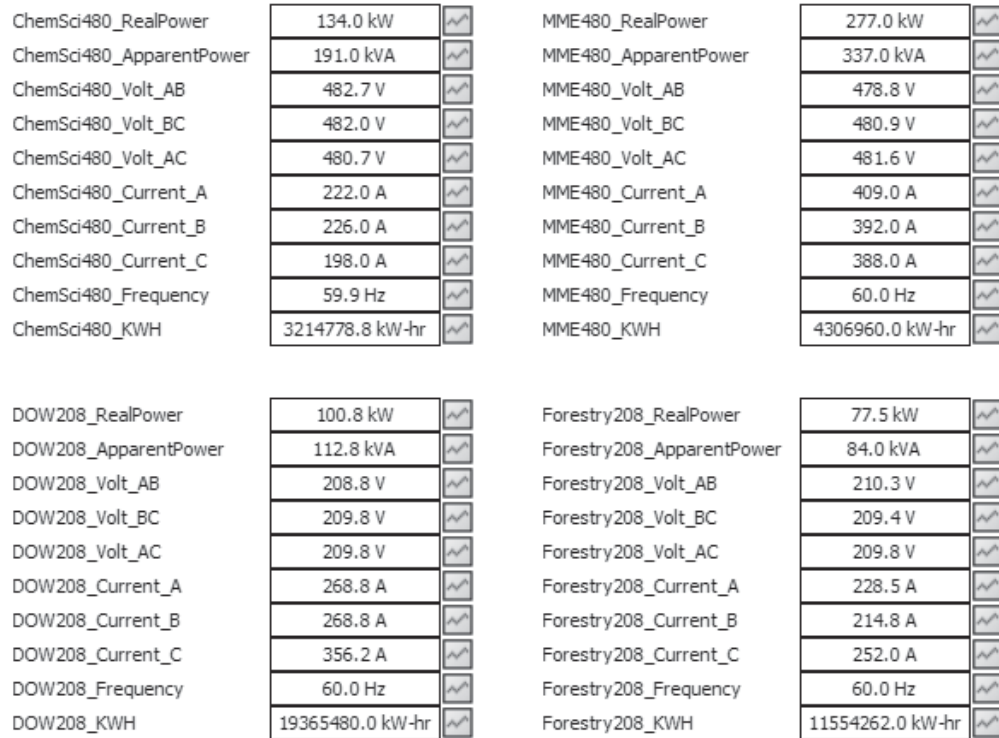 ChemSci480_RealPower 134.0 kW
ChemSci480_ApparentPower 191.0 kVA
ChemSci480_Volt_AB 482.7 V
ChemSci480_Volt_BC 482.0 V
ChemSci480_Volt_AC 480.7 V
ChemSci480_Current_A 222.0 A
ChemSci480_Current_B 226.0 A
ChemSci480_Current_C 198.0 A
ChemSci480_Frequency 59.9 Hz
ChemSci480_KWH 3214778.8 kW-hr
MME480_RealPower 277.0 kW
MME480_ApparentPower 337.0 kVA
MME480_Volt_AB 478.8 V
MME480_Volt_BC 480.9 V
MME480_Volt_AC 481.6 V
MME480_Current_A 409.0 A
MME480_Current_B 392.0 A
MME480_Current_C 388.0 A
MME480_Frequency 60.0 Hz
MME480_KWH 4306960.0 kW-hr
DOW208_RealPower 100.8 kW
DOW208_ApparentPower 112.8 kVA
DOW208_Volt_AB 208.8 V
DOW208_Volt_BC 209.8 V
DOW208_Volt_AC 209.8 V
DOW208_Current_A 268.8 A
DOW208_Current_B 268.8 A
DOW208_Current_C 356.2 A
DOW208_Frequency 60.0 Hz
DOW208_KWH 19365480.0 kW-hr
Forestry208_RealPower 77.5 kW
Forestry208_ApparentPower 84.0 kVA
Forestry208_Volt_AB 210.3 V
Forestry208_Volt_BC 209.4 V
Forestry208_Volt_AC 209.8 V
Forestry208_Current_A 228.5 A
Forestry208_Current_B 214.8 A
Forestry208_Current_C 252.0 A
Forestry208_Frequency 60.0 Hz
Forestry208_KWH 11554262.0 kW-hr